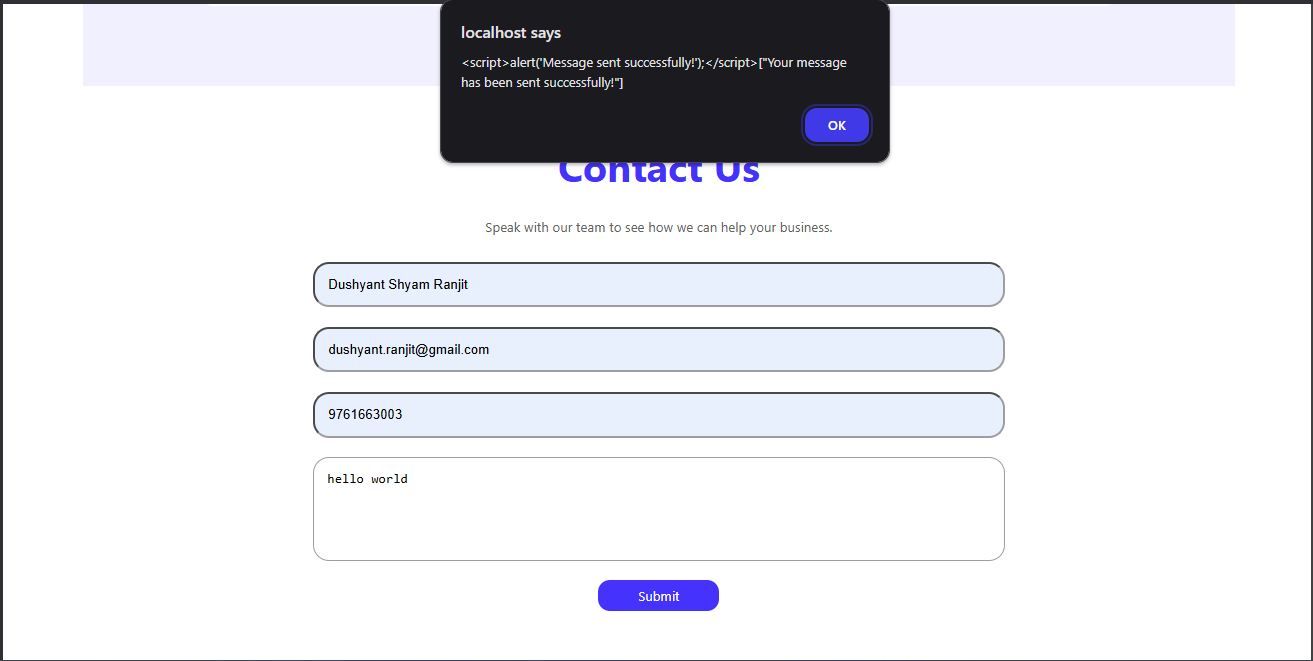 localhost says
<script>alert('Message sent successfully!');</script>["Your message
has been sent successfully!"]
OK
Contact Us
Speak with our team to see how we can help your business.
Dushyant Shyam Ranjit
dushyant.ranjit@gmail.com
9761663003
hello world
Submit